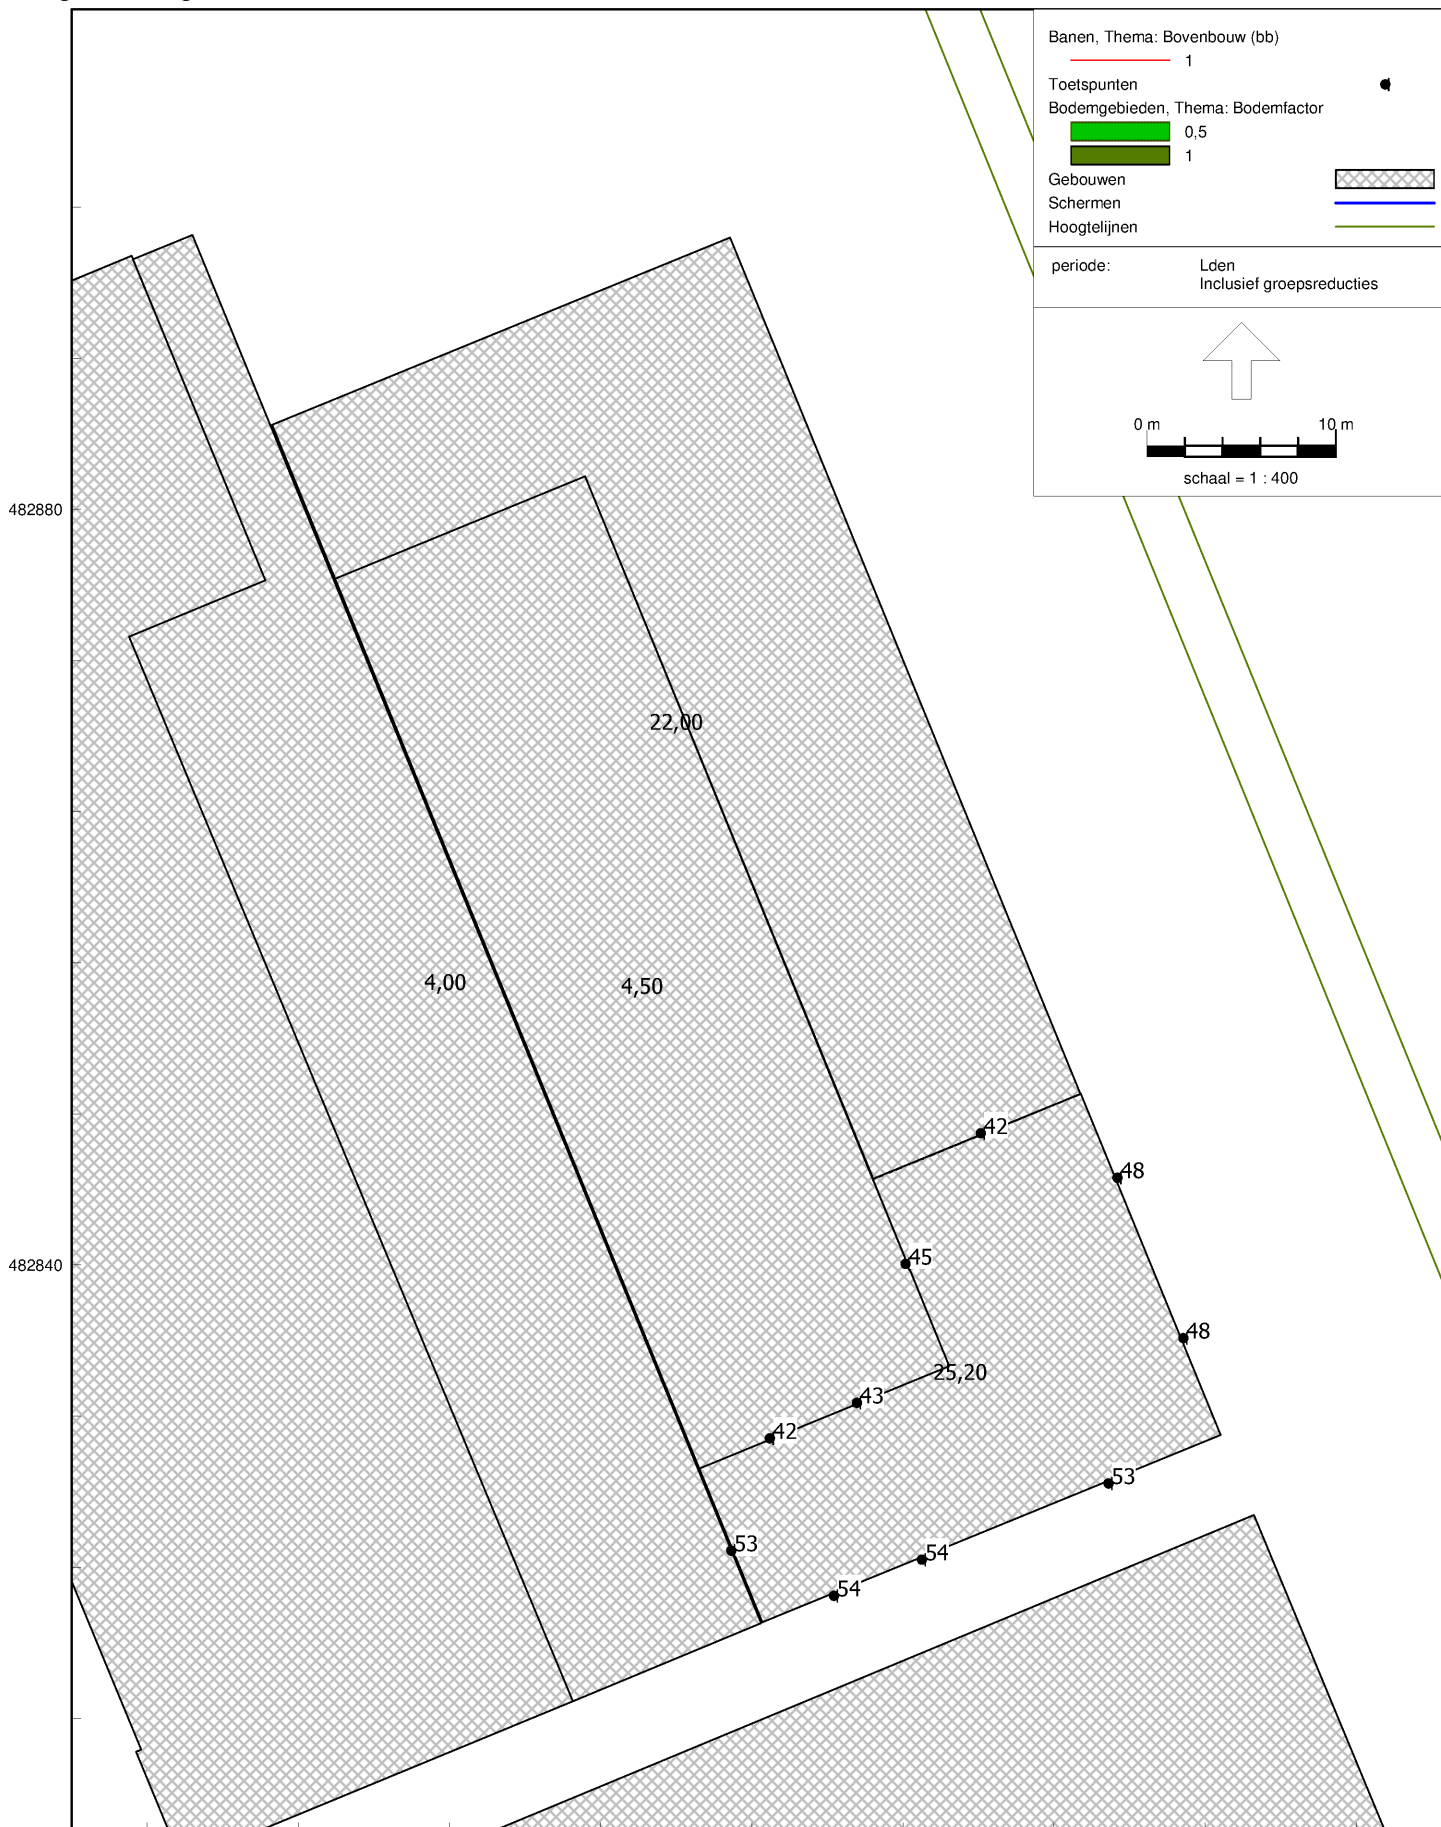 Banen, Thema: Bovenbouw (bb)
1
Toetspunten
Bodemgebieden, Thema: Bodemfactor
0,5
1
Gebouwen
Schermen
Hoogtelijnen
periode: Lden
Inclusief groepsreducties
0 m 10 m
schaal = 1 : 400
482880
22,00
4,00
4,50
42
48
45
482840
48
25,20
43
42
53
53
54
54